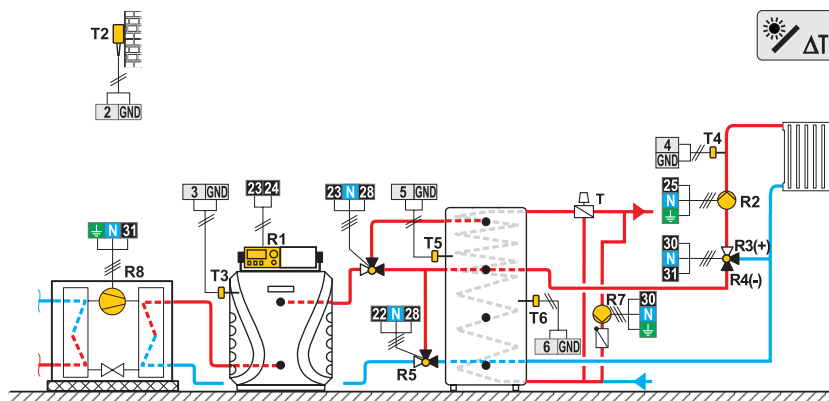 T2
2 GND
ΔT
4
GND
T4
25
N
R2
30
N
31
R3(+)
R4(-)
3 GND
T3
23 24
R1
23 N 28
5 GND
T5
T
31
N
R8
22 N 28
R5
T6
6 GND
R7
30
N